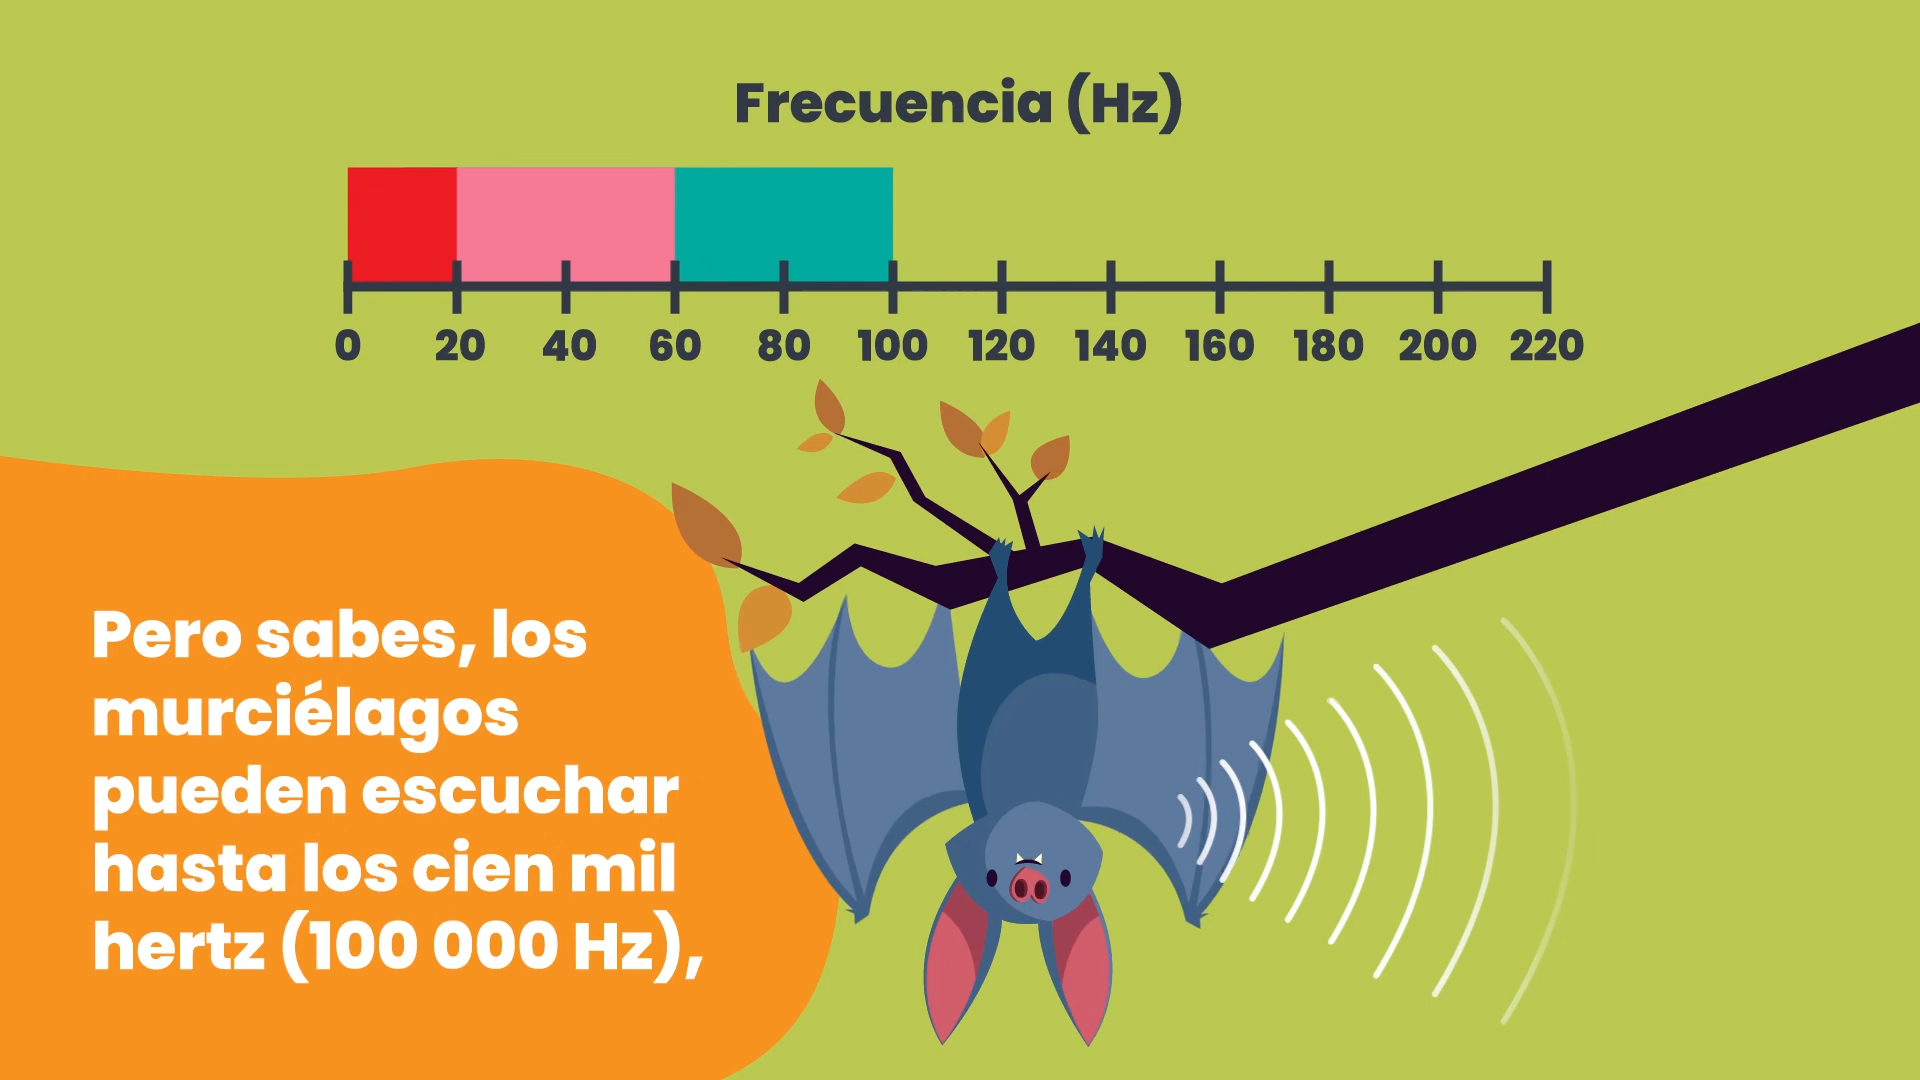 Frecuencia (Hz)
0 20 40 60 80 100 120 140 160 180 200 220
Pero sabes, los
murciélagos
pueden escuchar
hasta los cien mil
hertz (100 000 Hz),